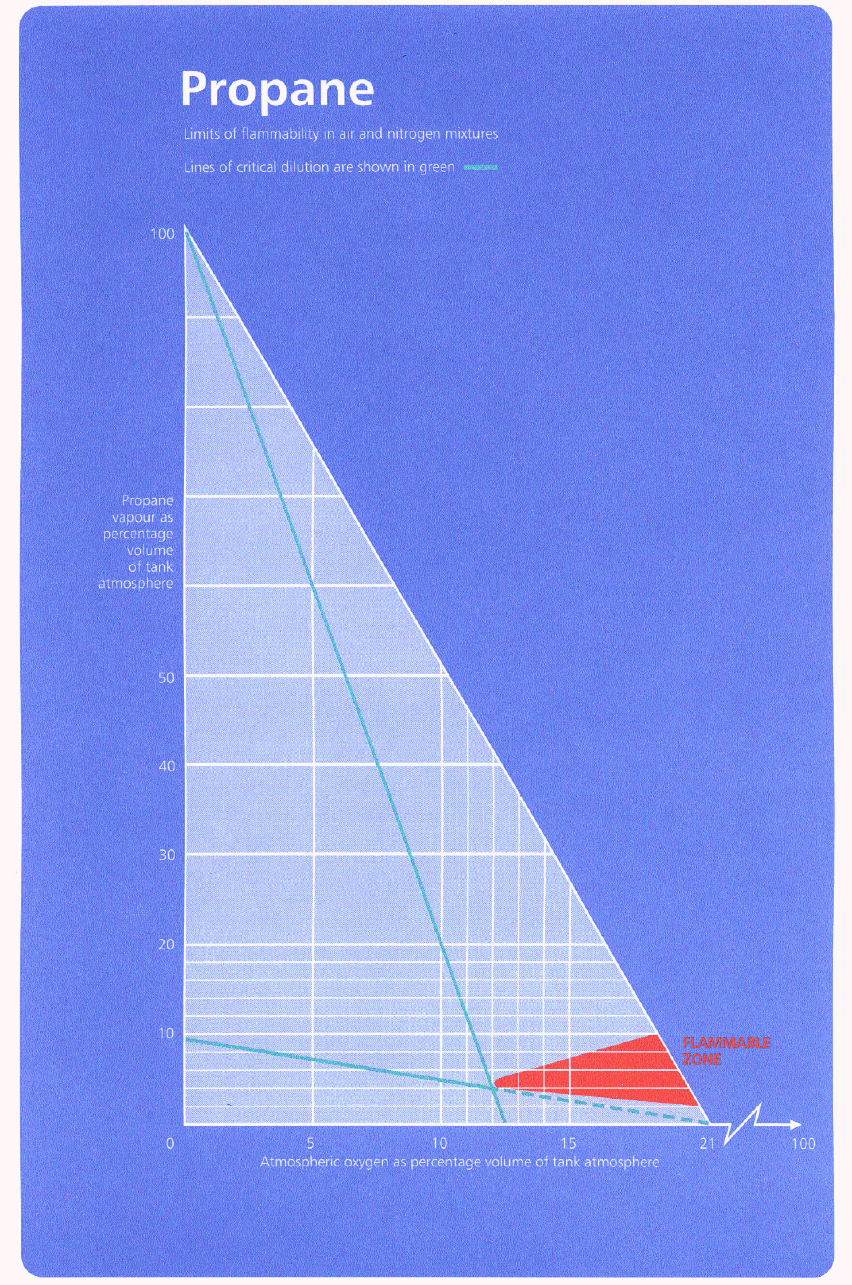 Propane
Limits of flammability in air and nitrogen mixtures
Lines of critical dilution are shown in green
100
Propane
vapour as
percentage
volume
of tank
atmosphere
50
40
30
20
10
FLAMMABLE
ZONE
0
5
10
15
21
100
Atmospheric oxygen as percentage volume of tank atmosphere